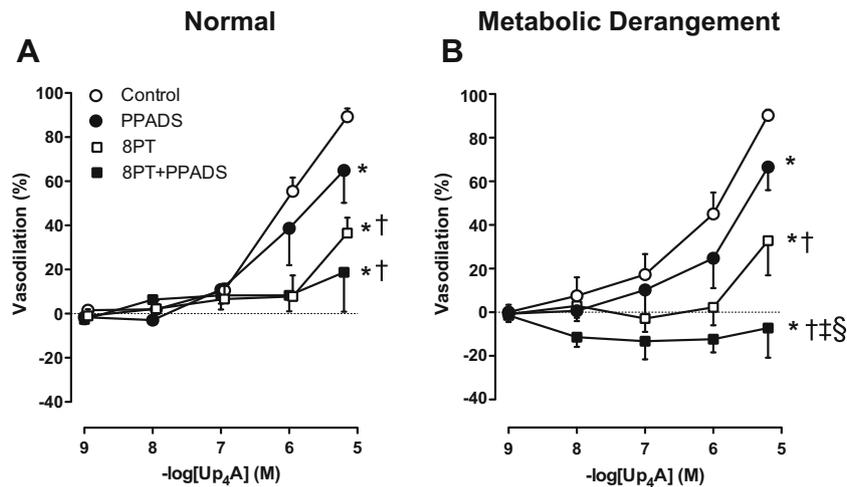 Normal
Metabolic Derangement
A
B
Control
PPADS
8PT
8PT+PPADS
Vasodilation (%)
100
80
60
40
20
0
-20
-40
*
*†
*†
9 8 7 6 5
-log[Up₄A] (M)
Vasodilation (%)
100
80
60
40
20
0
-20
-40
*
*†
* †‡§
9 8 7 6 5
-log[Up₄A] (M)